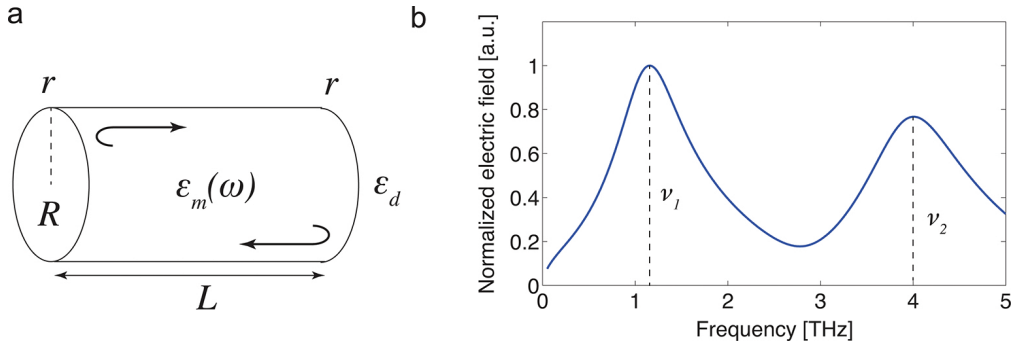 a
r
r
R
εm(ω)
εd
L
b
Normalized electric field [a.u.]
1
0.8
0.6
0.4
0.2
0
ν1
ν2
0 1 2 3 4 5
Frequency [THz]